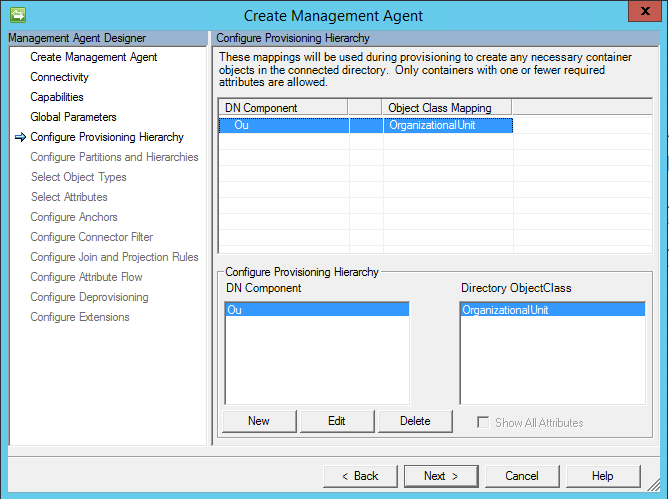 Create Management Agent
X
Management Agent Designer
Create Management Agent
Connectivity
Capabilities
Global Parameters
Configure Provisioning Hierarchy
Configure Partitions and Hierarchies
Select Object Types
Select Attributes
Configure Anchors
Configure Connector Filter
Configure Join and Projection Rules
Configure Attribute Flow
Configure Deprovisioning
Configure Extensions
Configure Provisioning Hierarchy
These mappings will be used during provisioning to create any necessary container
objects in the connected directory. Only containers with one or fewer required
attributes are allowed.
DN Component Object Class Mapping
Ou OrganizationalUnit
Configure Provisioning Hierarchy
DN Component Directory ObjectClass
Ou OrganizationalUnit
New Edit Delete Show All Attributes
< Back Next > Cancel Help